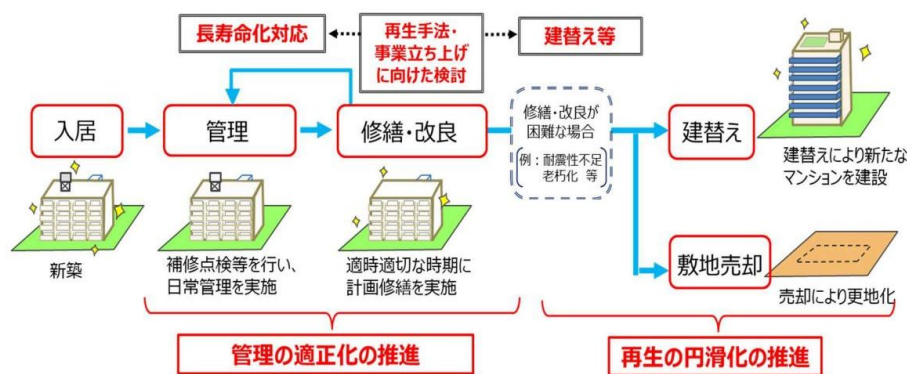 長寿命化対応
再生手法・
事業立ち上げ
に向けた検討
建替え等
入居
管理
修繕・改良
修繕・改良が
困難な場合
例：耐震性不足
老朽化 等
建替え
建替えにより新たな
マンションを建設
新築
補修点検等を行い、
日常管理を実施
適時適切な時期に
計画修繕を実施
敷地売却
売却により更地化
管理の適正化の推進
再生の円滑化の推進